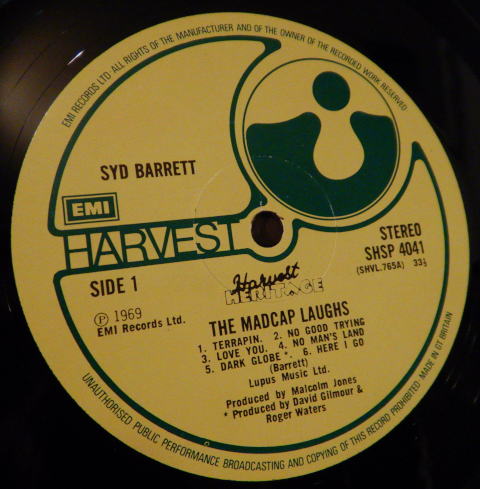 EMI RECORDS LTD ALL RIGHTS OF THE MANUFACTURER AND OF THE OWNER OF THE RECORDED WORK RESERVED
SYD BARRETT
EMI
HARVEST
STEREO
SHSP 4041
(SHVL.765A) 33⅓
SIDE 1
Harvest
HERITAGE
Ⓟ 1969
EMI Records Ltd.
THE MADCAP LAUGHS
1. TERRAPIN. 2. NO GOOD TRYING
3. LOVE YOU. 4. NO MAN'S LAND
5. DARK GLOBE*. 6. HERE I GO
(Barrett)
Lupus Music Ltd.
Produced by Malcolm Jones
* Produced by David Gilmour &
Roger Waters
UNAUTHORISED PUBLIC PERFORMANCE BROADCASTING AND COPYING OF THIS RECORD PROHIBITED. MADE IN GT BRITAIN